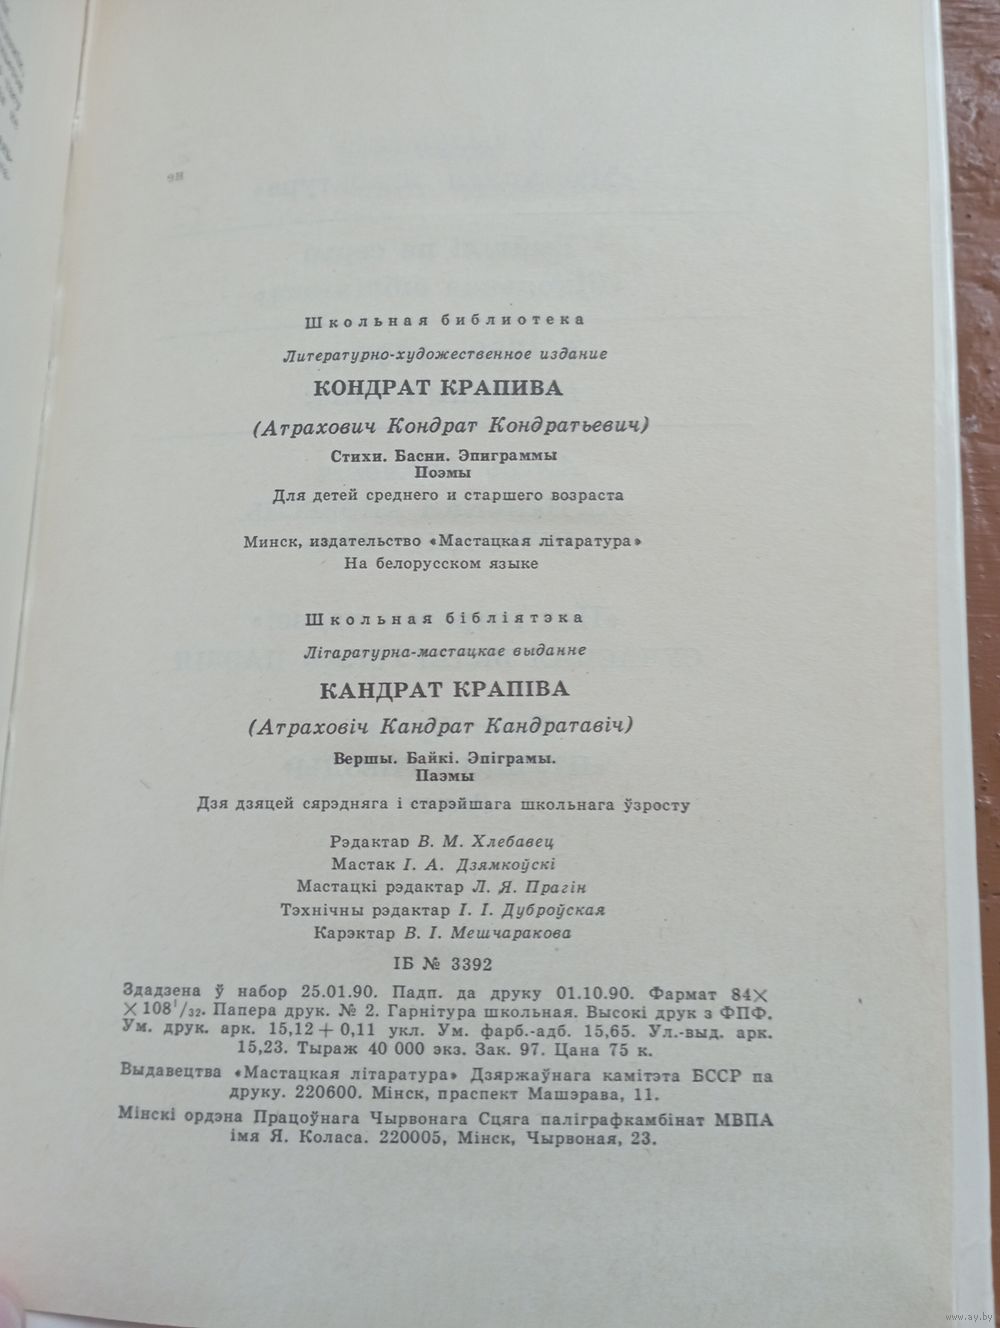 Школьная библиотека
Литературно-художественное издание
КОНДРАТ КРАПИВА
(Атрахович Кондрат Кондратьевич)
Стихи. Басни. Эпиграммы
Поэмы
Для детей среднего и старшего возраста
Минск, издательство «Мастацкая літаратура»
На белорусском языке
Школьная бібліятэка
Літаратурна-мастацкае выданне
КАНДРАТ КРАПІВА
(Атраховіч Кандрат Кандратавіч)
Вершы. Байкі. Эпіграмы.
Паэмы
Дзя дзяцей сярэдняга і старэйшага школьнага ўзросту
Рэдактар В. М. Хлебавец
Мастак І. А. Дзямкоўскі
Мастацкі рэдактар Л. Я. Прагін
Тэхнічны рэдактар І. І. Дуброўская
Карэктар В. І. Мешчаракова
ІБ № 3392
Здадзена ў набор 25.01.90. Падп. да друку 01.10.90. Фармат 84×
×108¹/₃₂. Папера друк. № 2. Гарнітура школьная. Высокі друк з ФПФ.
Ум. друк. арк. 15,12+0,11 укл. Ум. фарб.-адб. 15,65. Ул.-выд. арк.
15,23. Тыраж 40 000 экз. Зак. 97. Цана 75 к.
Выдавецтва «Мастацкая літаратура» Дзяржаўнага камітэта БССР па
друку. 220600. Мінск, праспект Машэрава, 11.
Мінскі ордэна Працоўнага Чырвонага Сцяга паліграфкамбінат МВПА
імя Я. Коласа. 220005, Мінск, Чырвоная, 23.
www.ay.by